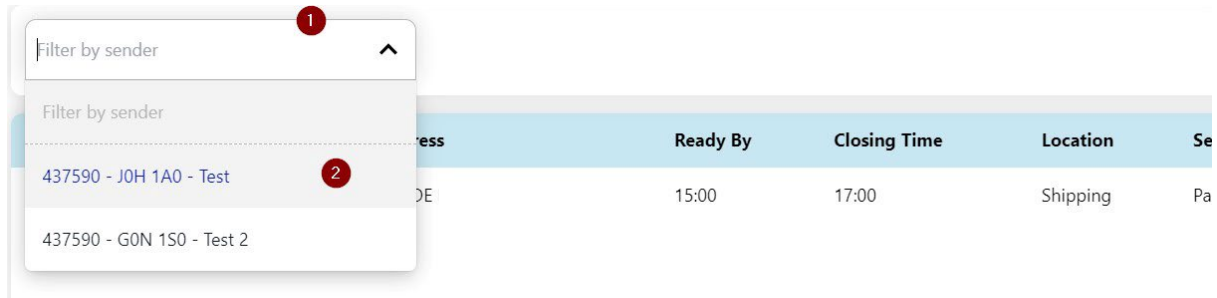 1
Filter by sender
Filter by sender
ress Ready By Closing Time Location Se
437590 - J0H 1A0 - Test 2
DE 15:00 17:00 Shipping Pa
437590 - G0N 1S0 - Test 2